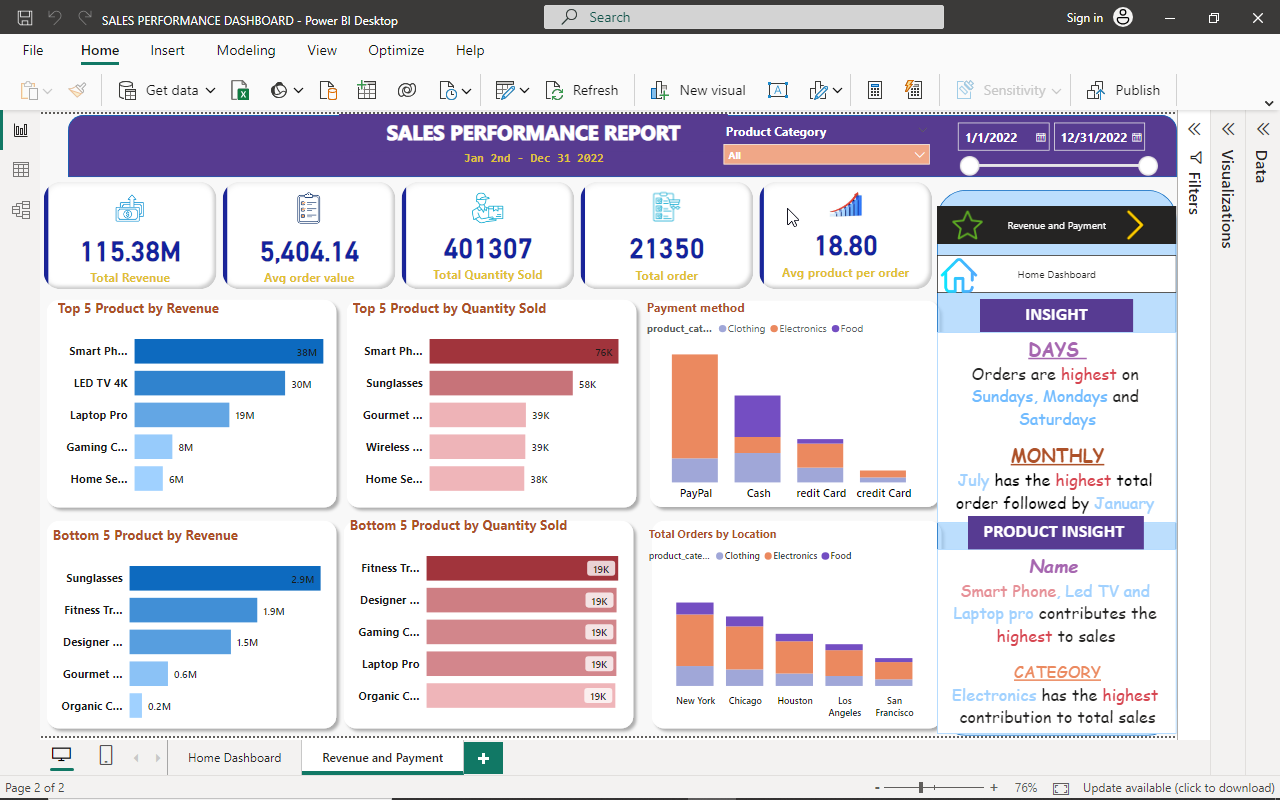 SALES PERFORMANCE DASHBOARD - Power BI Desktop
Search
Sign in
File
Home
Insert
Modeling
View
Optimize
Help
Get data
Refresh
New visual
Sensitivity
Publish
SALES PERFORMANCE REPORT
Jan 2nd - Dec 31 2022
Product Category
All
1/1/2022
12/31/2022
Filters
Visualizations
Data
115.38M
Total Revenue
5,404.14
Avg order value
401307
Total Quantity Sold
21350
Total order
18.80
Avg product per order
Revenue and Payment
Home Dashboard
Top 5 Product by Revenue
Smart Ph... 38M
LED TV 4K 30M
Laptop Pro 19M
Gaming C... 8M
Home Se... 6M
Top 5 Product by Quantity Sold
Smart Ph... 76K
Sunglasses 58K
Gourmet ... 39K
Wireless ... 39K
Home Se... 38K
Payment method
product_cat... Clothing Electronics Food
PayPal Cash redit Card credit Card
Bottom 5 Product by Revenue
Sunglasses 2.9M
Fitness Tr... 1.9M
Designer ... 1.5M
Gourmet ... 0.6M
Organic C... 0.2M
Bottom 5 Product by Quantity Sold
Fitness Tr... 19K
Designer ... 19K
Gaming C... 19K
Laptop Pro 19K
Organic C... 19K
Total Orders by Location
product_cate... Clothing Electronics Food
New York Chicago Houston Los Angeles San Francisco
INSIGHT
DAYS
Orders are highest on
Sundays, Mondays and
Saturdays
MONTHLY
July has the highest total
order followed by January
PRODUCT INSIGHT
Name
Smart Phone, Led TV and
Laptop pro contributes the
highest to sales
CATEGORY
Electronics has the highest
contribution to total sales
Home Dashboard
Revenue and Payment
+
Page 2 of 2
- + 76%
Update available (click to download)